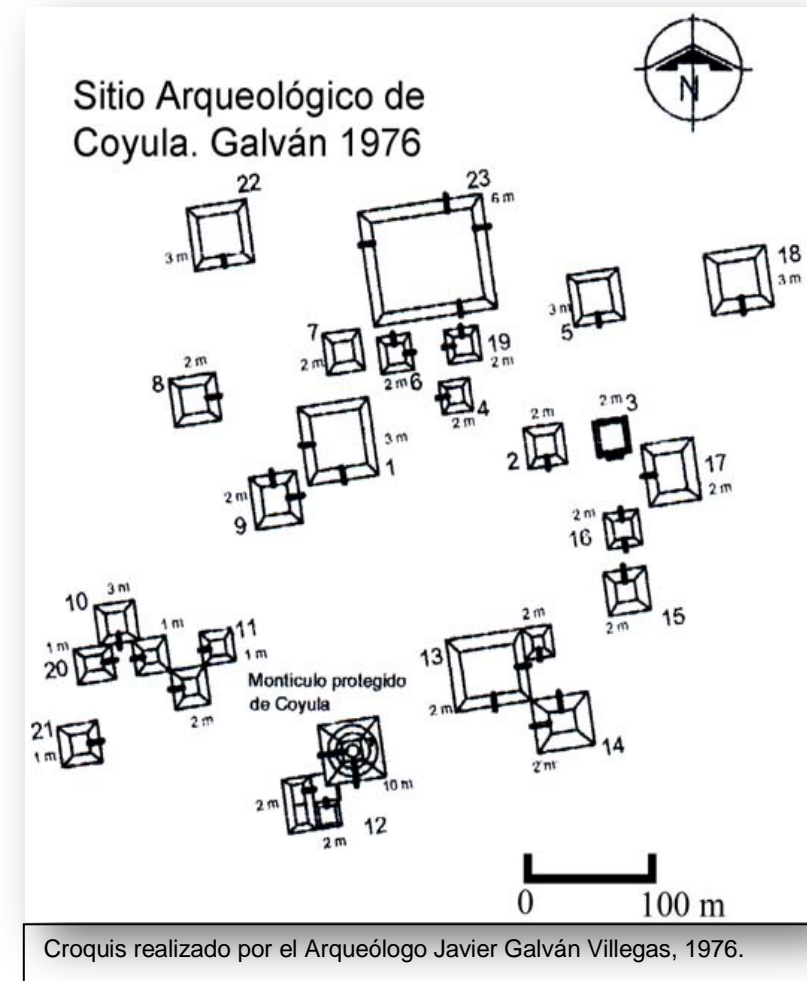 Sitio Arqueológico de
Coyula. Galván 1976
N
22
23
6 m
3 m
18
3 m
3 m
5
7
2 m
2 m 6
19
2 m
2 m
8
4
2 m
3 m
1
2 m
2
2 m 3
17
2 m
2 m
9
2 m
16
2 m
15
10
3 m
1 m
11
1 m
1 m
20
2 m
21
1 m
Montículo protegido
de Coyula
10 m
2 m
12
2 m
2 m
13
2 m
14
2 m
0 100 m
Croquis realizado por el Arqueólogo Javier Galván Villegas, 1976.